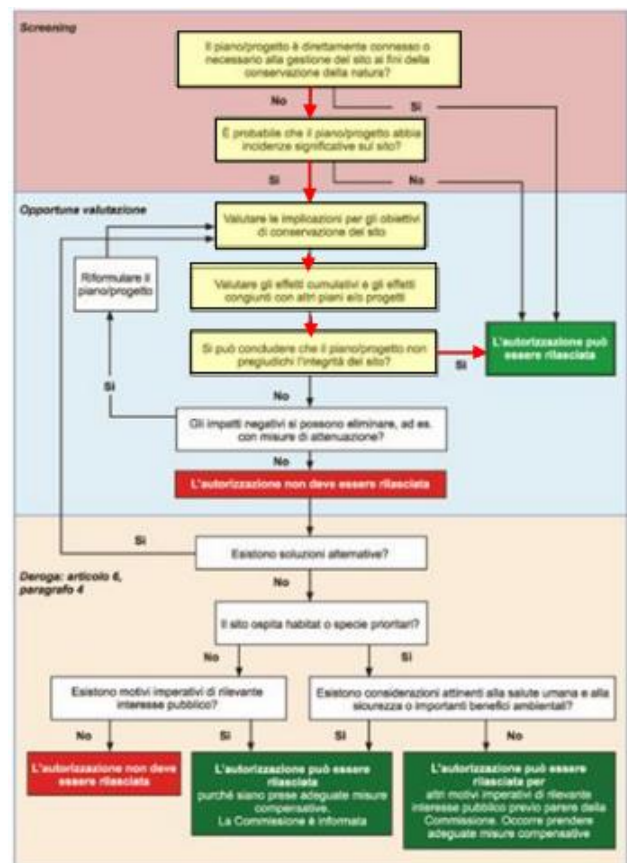 Screening
Il piano/progetto è direttamente connesso o
necessario alla gestione del sito ai fini della
conservazione della natura?
No
Sì
È probabile che il piano/progetto abbia
incidenze significative sul sito?
Sì
No
Opportuna valutazione
Valutare le implicazioni per gli obiettivi
di conservazione del sito
Riformulare il
piano/progetto
Valutare gli effetti cumulativi e gli effetti
congiunti con altri piani e/o progetti
Si può concludere che il piano/progetto non
pregiudichi l'integrità del sito?
Sì
L'autorizzazione può
essere rilasciata
Sì
No
Gli impatti negativi si possono eliminare, ad es.
con misure di attenuazione?
No
L'autorizzazione non deve essere rilasciata
Sì
Esistono soluzioni alternative?
Deroga: articolo 6,
paragrafo 4
No
Il sito ospita habitat o specie prioritari?
No
Sì
Esistono motivi imperativi di rilevante
interesse pubblico?
Esistono considerazioni attinenti alla salute umana e alla
sicurezza o importanti benefici ambientali?
No
Sì
Sì
No
L'autorizzazione non deve
essere rilasciata
L'autorizzazione può essere
rilasciata
purché siano prese adeguate misure
compensative.
La Commissione è informata
L'autorizzazione può essere
rilasciata per
altri motivi imperativi di rilevante
interesse pubblico previo parere della
Commissione. Occorre prendere
adeguate misure compensative